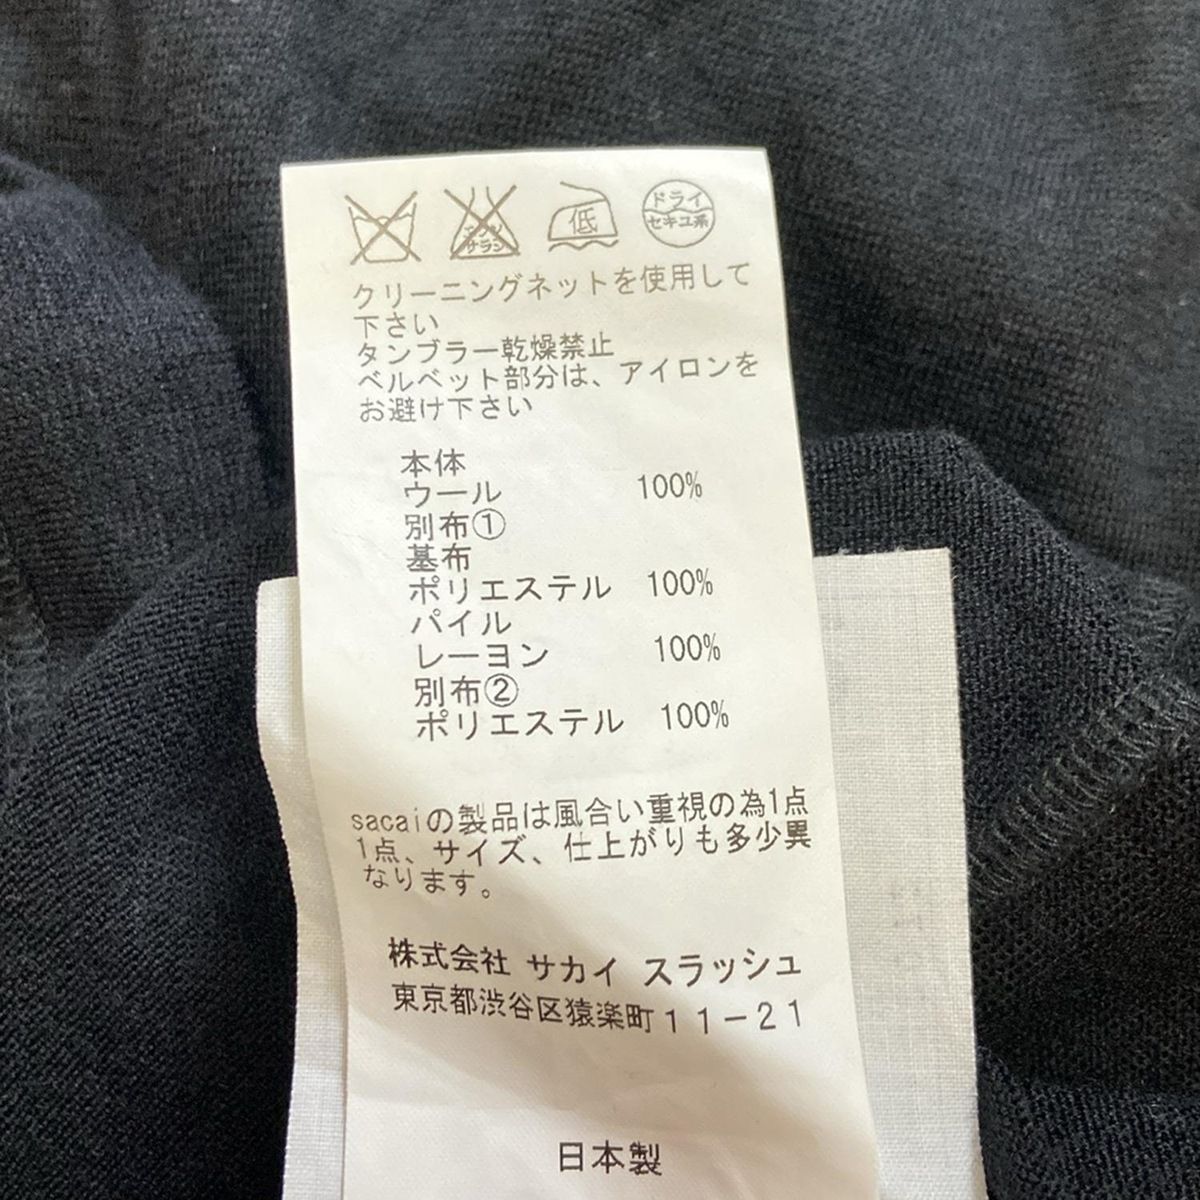 エンソ
サラシ
低
ドライ
セキユ系
クリーニングネットを使用して
下さい
タンブラー乾燥禁止
ベルベット部分は、アイロンを
お避け下さい
本体
ウール 100%
別布①
基布
ポリエステル 100%
パイル
レーヨン 100%
別布②
ポリエステル 100%
sacaiの製品は風合い重視の為1点
1点、サイズ、仕上がりも多少異
なります。
株式会社 サカイ スラッシュ
東京都渋谷区猿楽町11-21
日本製